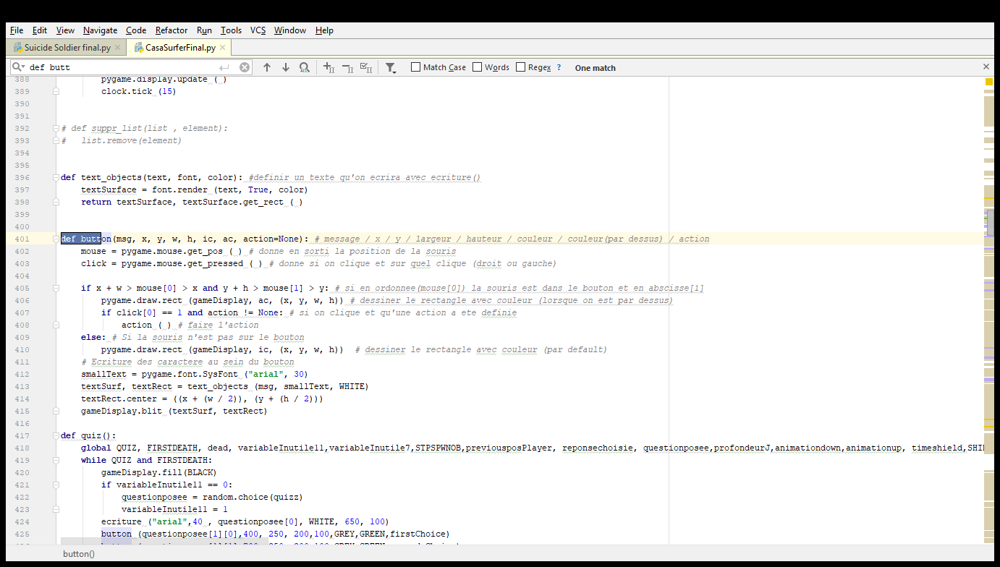 File Edit View Navigate Code Refactor Run Tools VCS Window Help
Suicide Soldier final.py CasaSurferFinal.py
def butt Match Case Words Regex ? One match
388 pygame.display.update ()
389 clock.tick (15)
390
391
392 # def suppr_list(list , element):
393 #   list.remove(element)
394
395
396 def text_objects(text, font, color): #definir un texte qu'on ecrira avec ecriture()
397 textSurface = font.render (text, True, color)
398 return textSurface, textSurface.get_rect ()
399
400
401 def button(msg, x, y, w, h, ic, ac, action=None): # message / x / y / largeur / hauteur / couleur / couleur(par dessus) / action
402 mouse = pygame.mouse.get_pos () # donne en sorti la position de la souris
403 click = pygame.mouse.get_pressed () # donne si on clique et sur quel clique (droit ou gauche)
404
405 if x + w > mouse[0] > x and y + h > mouse[1] > y: # si en ordonnee(mouse[0]) la souris est dans le bouton et en abscisse[1]
406 pygame.draw.rect (gameDisplay, ac, (x, y, w, h)) # dessiner le rectangle avec couleur (lorsque on est par dessus)
407 if click[0] == 1 and action != None: # si on clique et qu'une action a ete definie
408 action () # faire l'action
409 else: # Si la souris n'est pas sur le bouton
410 pygame.draw.rect (gameDisplay, ic, (x, y, w, h))  # dessiner le rectangle avec couleur (par default)
411 # Ecriture des caractere au sein du bouton
412 smallText = pygame.font.SysFont ("arial", 30)
413 textSurf, textRect = text_objects (msg, smallText, WHITE)
414 textRect.center = ((x + (w / 2)), (y + (h / 2)))
415 gameDisplay.blit (textSurf, textRect)
416
417 def quiz():
418 global QUIZ, FIRSTDEATH, dead, variableInutile11,variableInutile7,STPSPWNOB,previousposPlayer, reponsechoisie, questionposee,profondeurJ,animationdown,animationup, timeshield,SHI
419 while QUIZ and FIRSTDEATH:
420 gameDisplay.fill(BLACK)
421 if variableInutile11 == 0:
422 questionposee = random.choice(quizz)
423 variableInutile11 = 1
424 ecriture ("arial",40 , questionposee[0], WHITE, 650, 100)
425 button (questionposee[1][0],400, 250, 200,100,GREY,GREEN,firstChoice)
button()